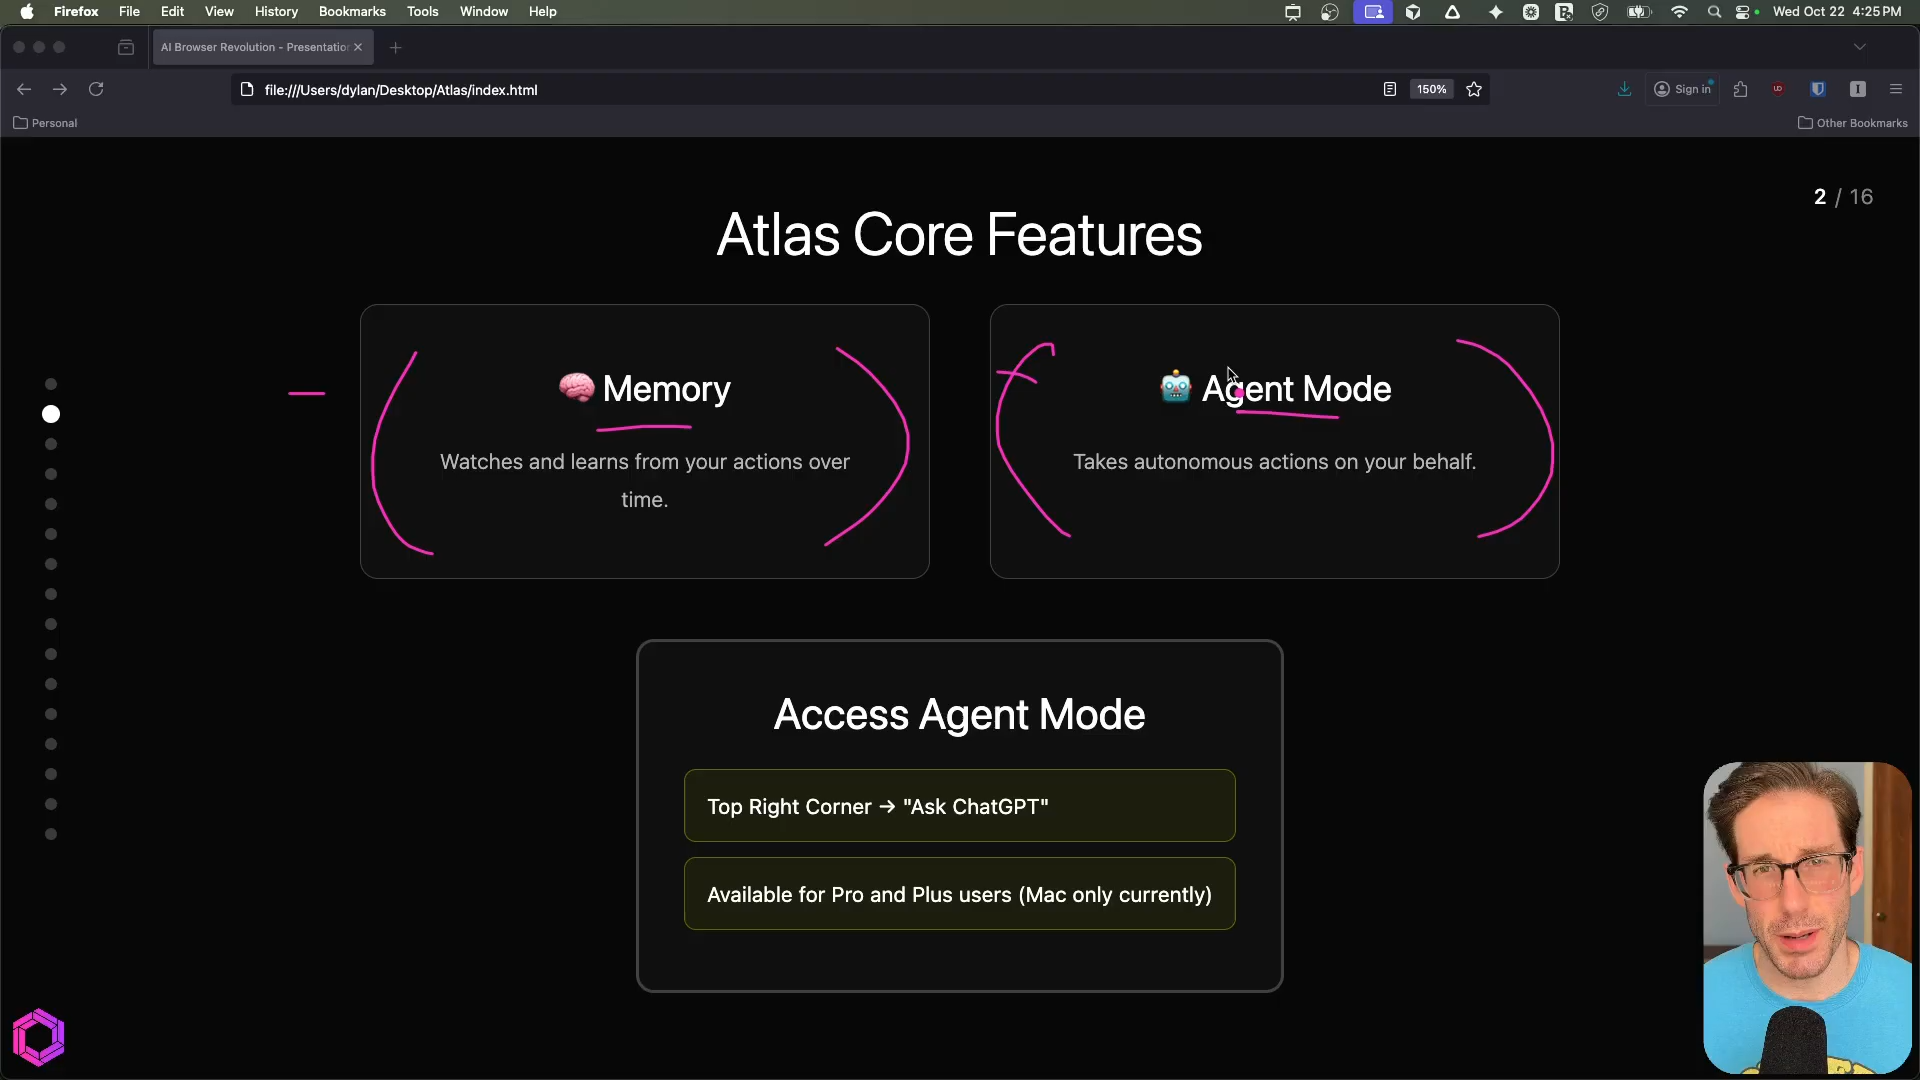 Firefox File Edit View History Bookmarks Tools Window Help
Wed Oct 22 4:25 PM
AI Browser Revolution - Presentation
file:///Users/dylan/Desktop/Atlas/index.html
150%
Sign in
Personal
Other Bookmarks
2 / 16
Atlas Core Features
🧠 Memory
Watches and learns from your actions over
time.
🤖 Agent Mode
Takes autonomous actions on your behalf.
Access Agent Mode
Top Right Corner → "Ask ChatGPT"
Available for Pro and Plus users (Mac only currently)